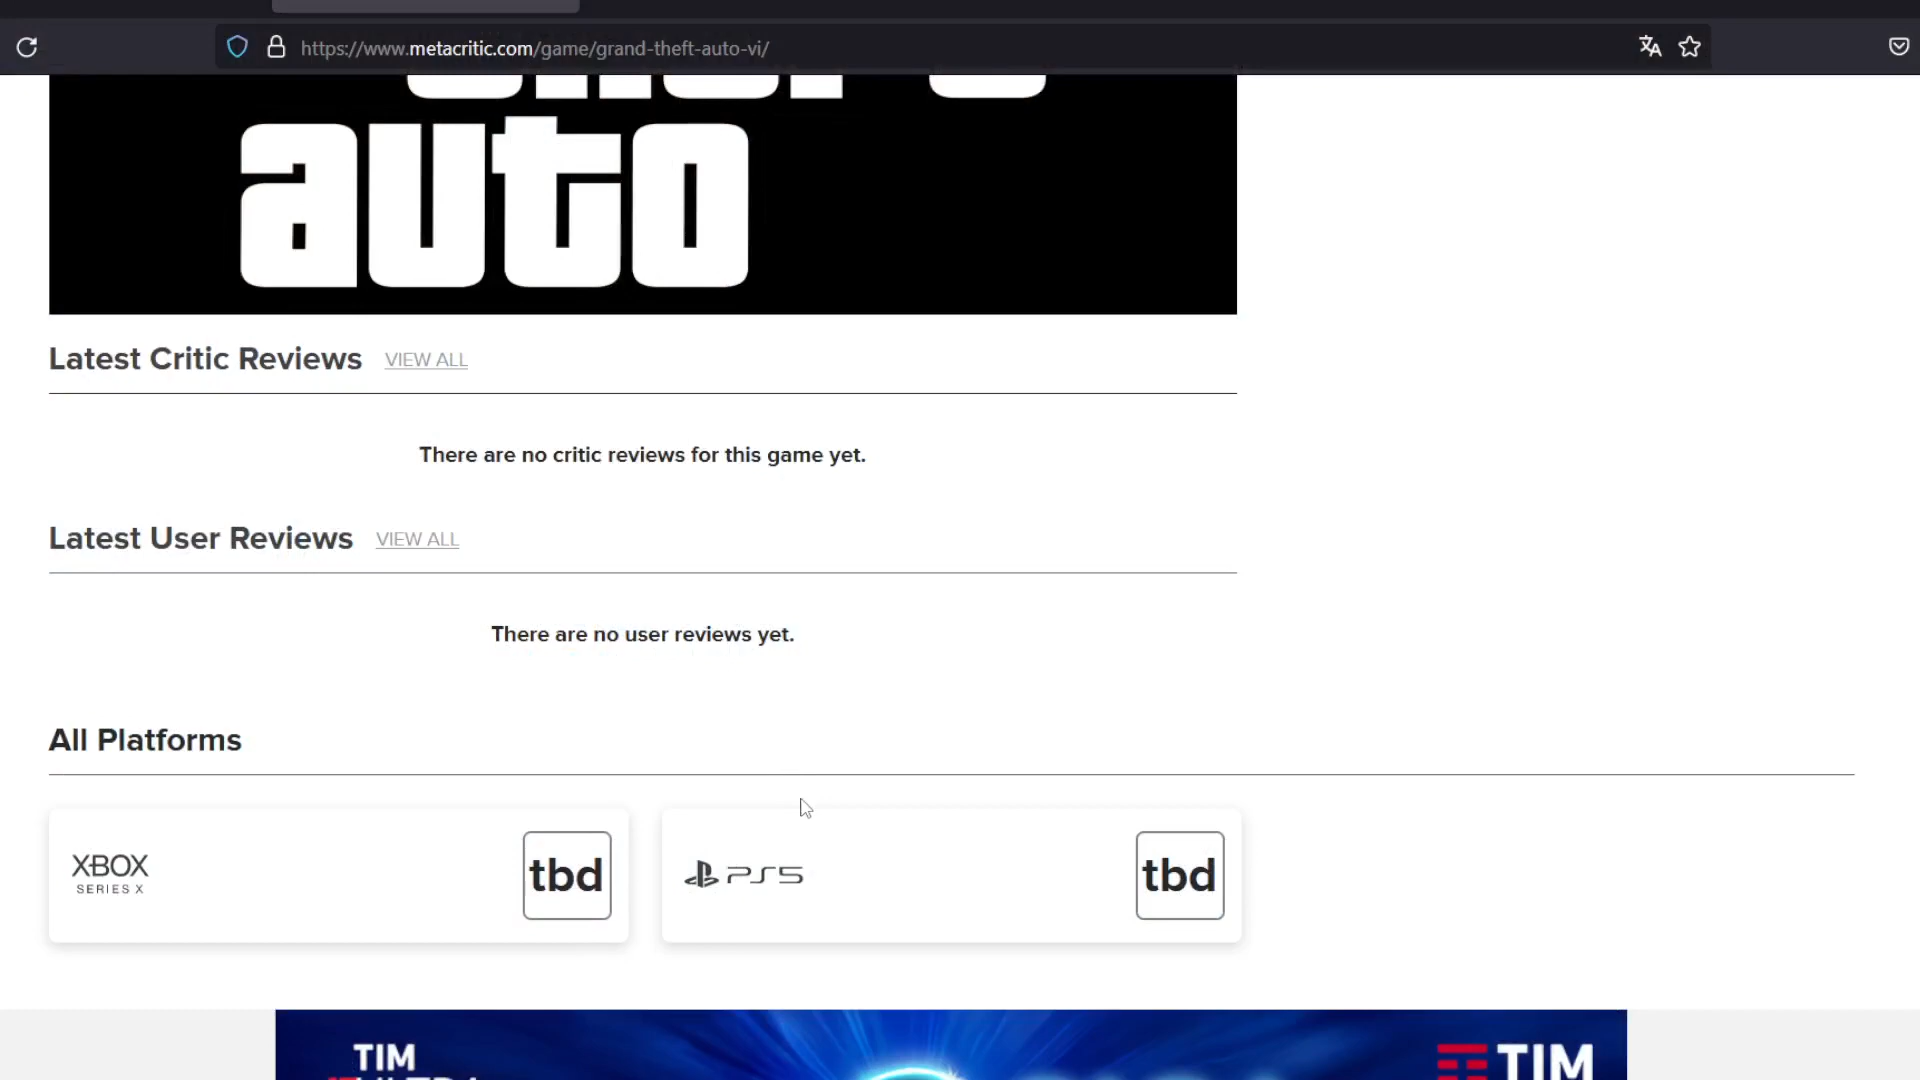 https://www.metacritic.com/game/grand-theft-auto-vi/
auto
Latest Critic Reviews VIEW ALL
There are no critic reviews for this game yet.
Latest User Reviews VIEW ALL
There are no user reviews yet.
All Platforms
XBOX
SERIES X
tbd
PS5
tbd
TIM
TIM